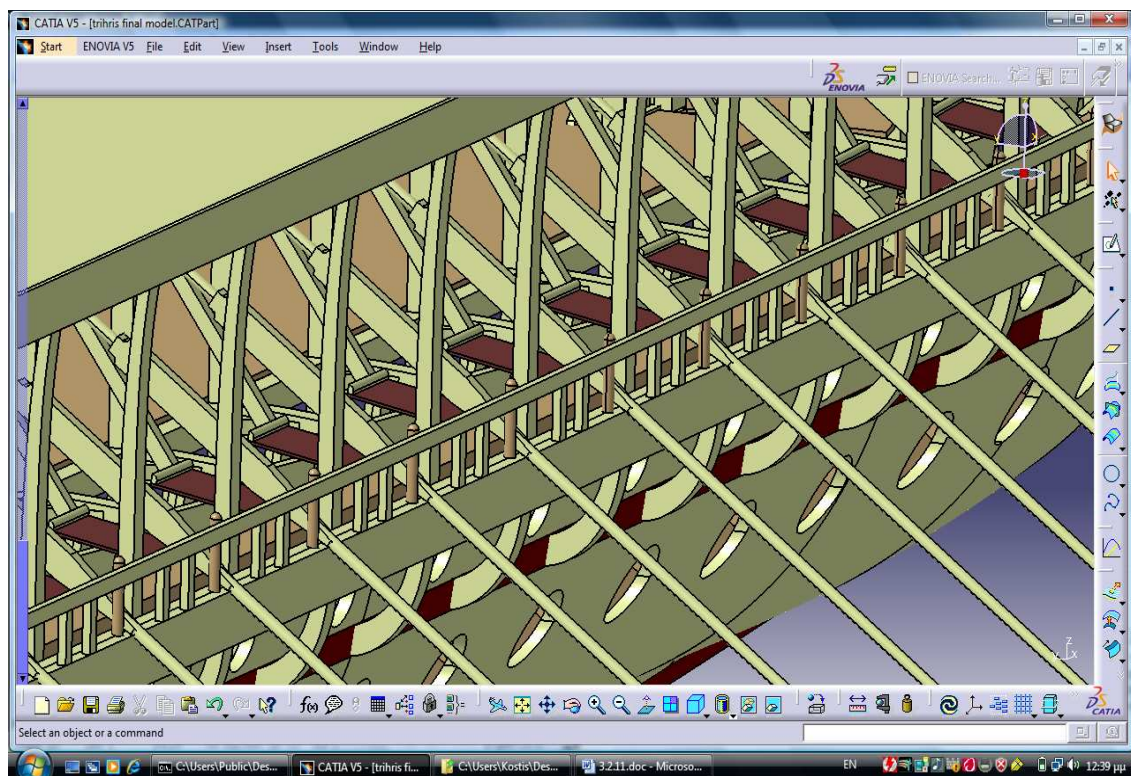 CATIA V5 - [trihris final model.CATPart]
Start ENOVIA V5 File Edit View Insert Tools Window Help
DS ENOVIA ENOVIA Search...
z
x
f(x)
DS CATIA
Select an object or a command
C:\Users\Public\Des... CATIA V5 - [trihris fi... C:\Users\Kostis\Des... 3.2.11.doc - Microso... EN 12:39 μμ